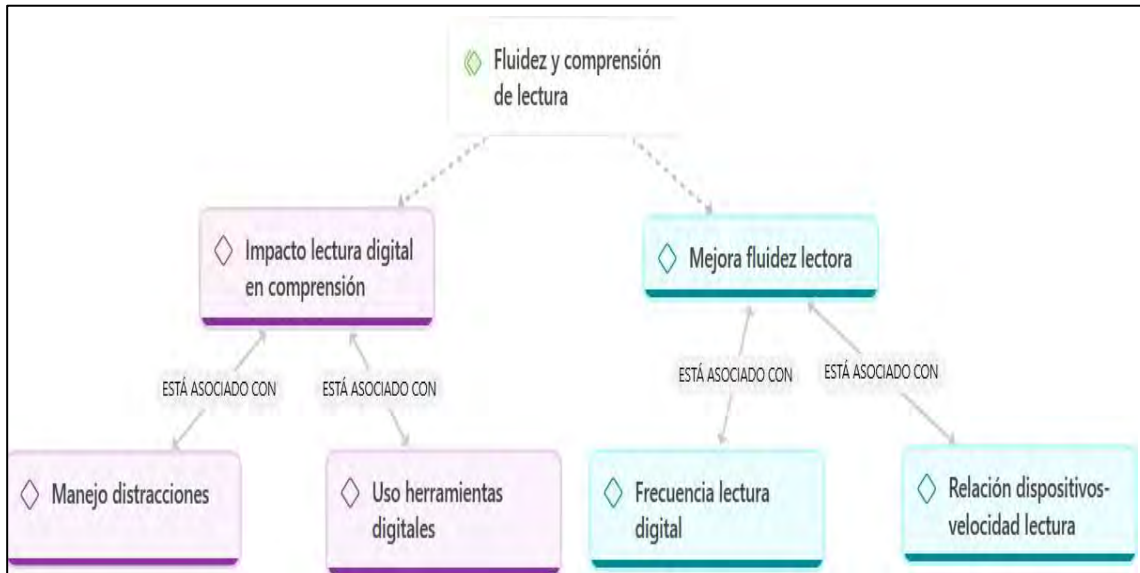 Fluidez y comprensión
de lectura
Impacto lectura digital
en comprensión
Mejora fluidez lectora
ESTÁ ASOCIADO CON
ESTÁ ASOCIADO CON
ESTÁ ASOCIADO CON
ESTÁ ASOCIADO CON
Manejo distracciones
Uso herramientas
digitales
Frecuencia lectura
digital
Relación dispositivos-
velocidad lectura